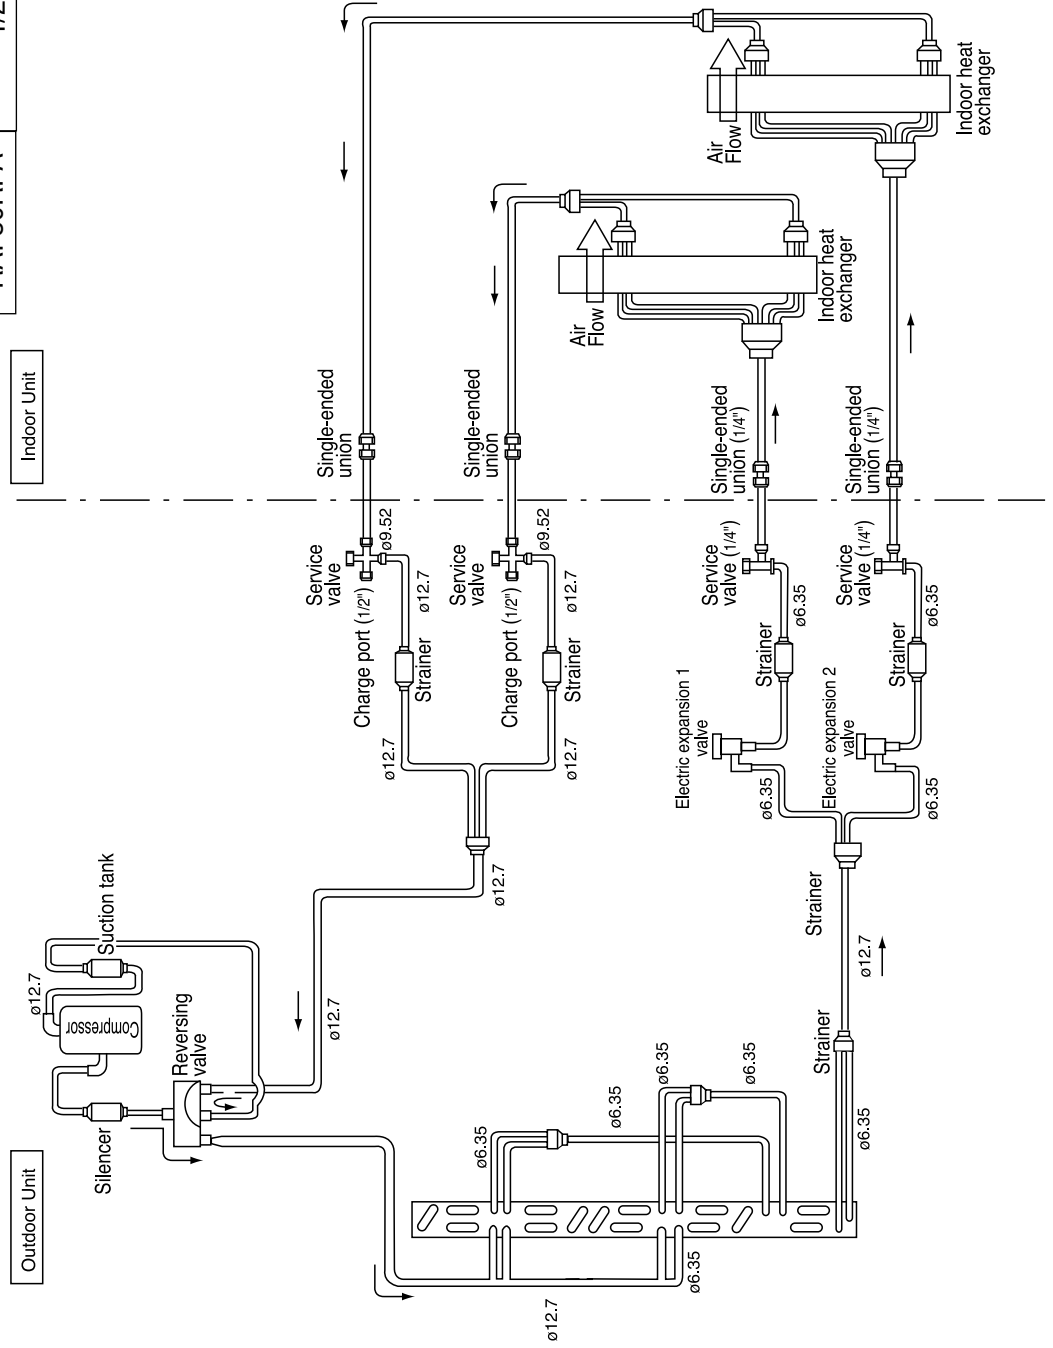 Indoor Unit
Outdoor Unit
Indoor heat
exchanger
Air
Flow
Indoor heat
exchanger
Air
Flow
Single-ended
union
Single-ended
union
Single-ended
union (1/4")
Single-ended
union (1/4")
Service
valve
ø9.52
Charge port (1/2")
ø12.7
Strainer
ø12.7
Service
valve
ø9.52
Charge port (1/2")
ø12.7
Strainer
ø12.7
Service
valve (1/4")
ø6.35
Strainer
Electric expansion 1
valve
ø6.35
Service
valve (1/4")
ø6.35
Strainer
Electric expansion 2
valve
ø6.35
ø12.7
Suction tank
ø12.7
Compressor
Reversing
valve
Silencer
ø12.7
Strainer
ø12.7
Strainer
ø6.35
ø6.35
ø6.35
ø6.35
ø6.35
ø6.35
ø12.7